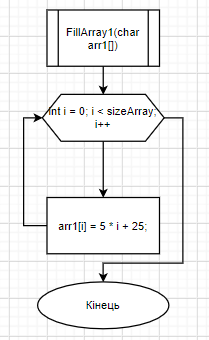 FillArray1(char
arr1[])
int i = 0; i < sizeArray;
i++
arr1[i] = 5 * i + 25;
Кінець